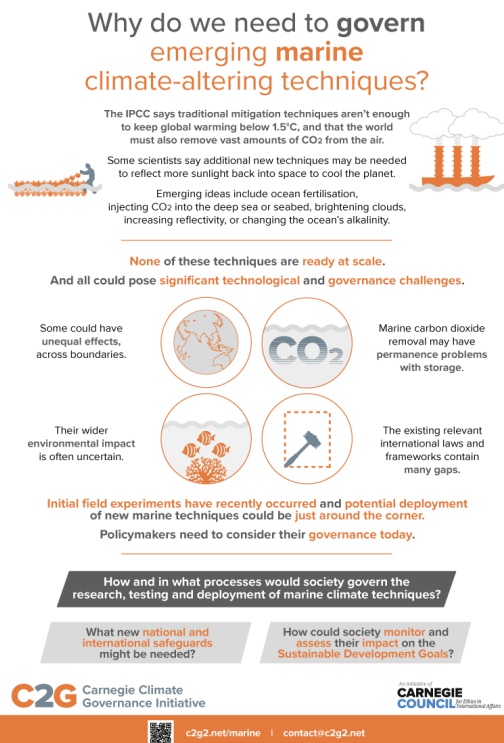 Why do we need to govern
emerging marine
climate-altering techniques?
The IPCC says traditional mitigation techniques aren't enough
to keep global warming below 1.5°C, and that the world
must also remove vast amounts of CO2 from the air.
Some scientists say additional new techniques may be needed
to reflect more sunlight back into space to cool the planet.
Emerging ideas include ocean fertilisation,
injecting CO2 into the deep sea or seabed, brightening clouds,
increasing reflectivity, or changing the ocean's alkalinity.
None of these techniques are ready at scale.
And all could pose significant technological and governance challenges.
Some could have
unequal effects,
across boundaries.
CO2
Marine carbon dioxide
removal may have
permanence problems
with storage.
Their wider
environmental impact
is often uncertain.
The existing relevant
international laws and
frameworks contain
many gaps.
Initial field experiments have recently occurred and potential deployment
of new marine techniques could be just around the corner.
Policymakers need to consider their governance today.
How and in what processes would society govern the
research, testing and deployment of marine climate techniques?
What new national and
international safeguards
might be needed?
How could society monitor and
assess their impact on the
Sustainable Development Goals?
C2G Carnegie Climate
Governance Initiative
An initiative of
CARNEGIE
COUNCIL for Ethics in
International Affairs
c2g2.net/marine | contact@c2g2.net